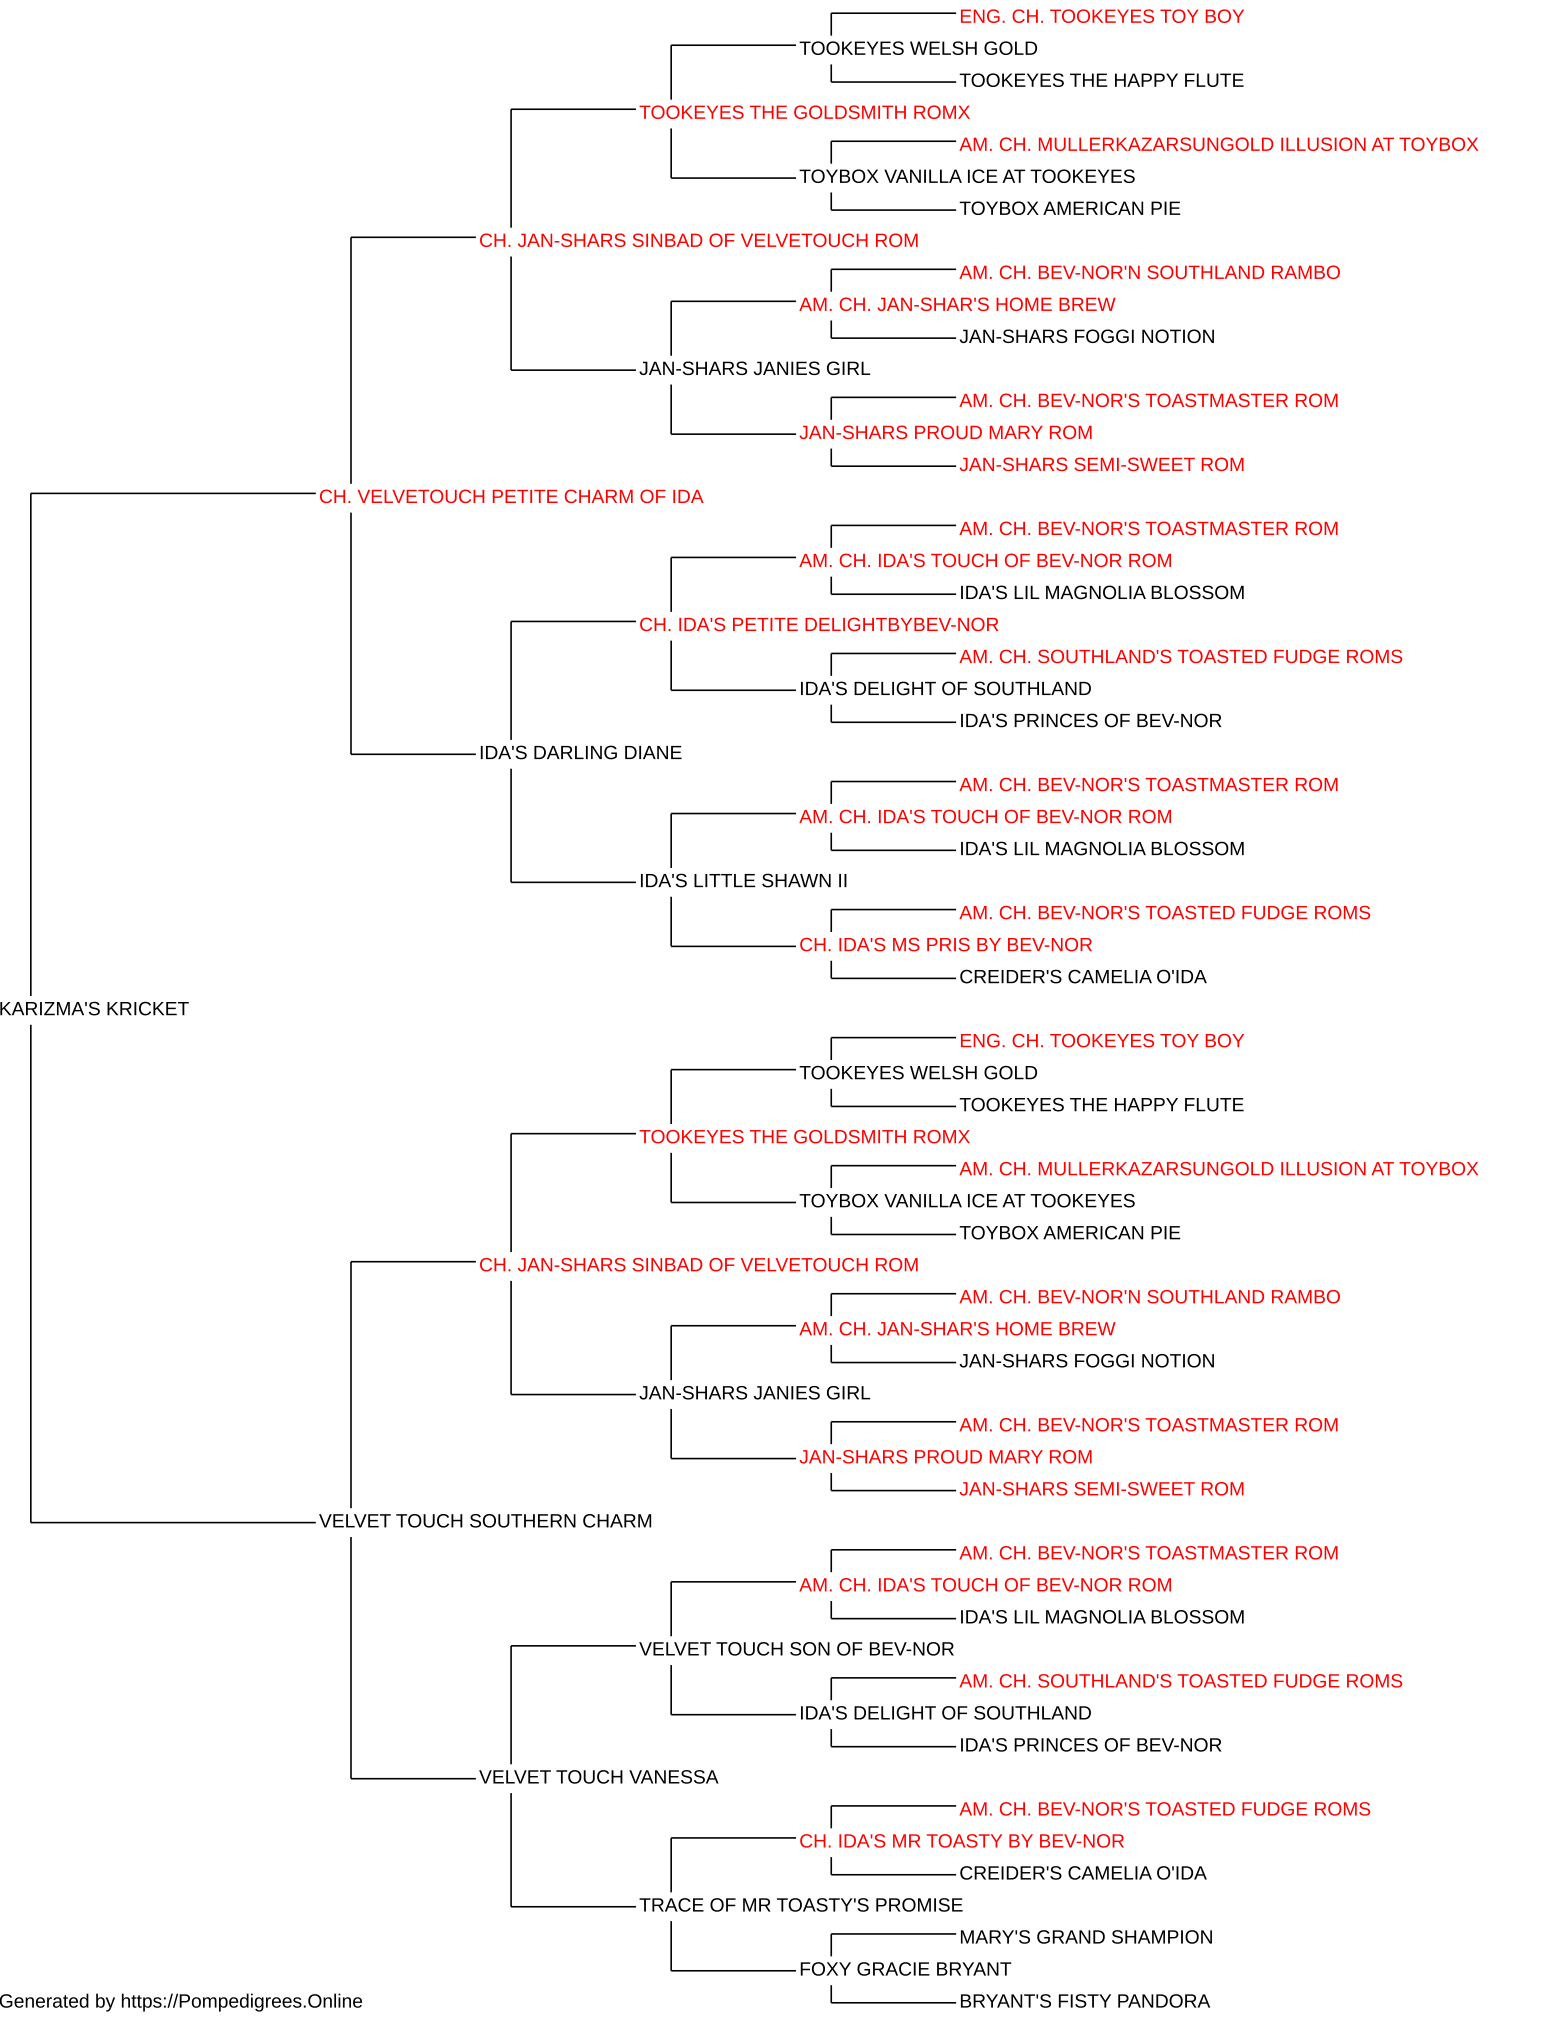 ENG. CH. TOOKEYES TOY BOY
TOOKEYES WELSH GOLD
TOOKEYES THE HAPPY FLUTE
TOOKEYES THE GOLDSMITH ROMX
AM. CH. MULLERKAZARSUNGOLD ILLUSION AT TOYBOX
TOYBOX VANILLA ICE AT TOOKEYES
TOYBOX AMERICAN PIE
CH. JAN-SHARS SINBAD OF VELVETOUCH ROM
AM. CH. BEV-NOR'N SOUTHLAND RAMBO
AM. CH. JAN-SHAR'S HOME BREW
JAN-SHARS FOGGI NOTION
JAN-SHARS JANIES GIRL
AM. CH. BEV-NOR'S TOASTMASTER ROM
JAN-SHARS PROUD MARY ROM
JAN-SHARS SEMI-SWEET ROM
CH. VELVETOUCH PETITE CHARM OF IDA
AM. CH. BEV-NOR'S TOASTMASTER ROM
AM. CH. IDA'S TOUCH OF BEV-NOR ROM
IDA'S LIL MAGNOLIA BLOSSOM
CH. IDA'S PETITE DELIGHTBYBEV-NOR
AM. CH. SOUTHLAND'S TOASTED FUDGE ROMS
IDA'S DELIGHT OF SOUTHLAND
IDA'S PRINCES OF BEV-NOR
IDA'S DARLING DIANE
AM. CH. BEV-NOR'S TOASTMASTER ROM
AM. CH. IDA'S TOUCH OF BEV-NOR ROM
IDA'S LIL MAGNOLIA BLOSSOM
IDA'S LITTLE SHAWN II
AM. CH. BEV-NOR'S TOASTED FUDGE ROMS
CH. IDA'S MS PRIS BY BEV-NOR
CREIDER'S CAMELIA O'IDA
KARIZMA'S KRICKET
ENG. CH. TOOKEYES TOY BOY
TOOKEYES WELSH GOLD
TOOKEYES THE HAPPY FLUTE
TOOKEYES THE GOLDSMITH ROMX
AM. CH. MULLERKAZARSUNGOLD ILLUSION AT TOYBOX
TOYBOX VANILLA ICE AT TOOKEYES
TOYBOX AMERICAN PIE
CH. JAN-SHARS SINBAD OF VELVETOUCH ROM
AM. CH. BEV-NOR'N SOUTHLAND RAMBO
AM. CH. JAN-SHAR'S HOME BREW
JAN-SHARS FOGGI NOTION
JAN-SHARS JANIES GIRL
AM. CH. BEV-NOR'S TOASTMASTER ROM
JAN-SHARS PROUD MARY ROM
JAN-SHARS SEMI-SWEET ROM
VELVET TOUCH SOUTHERN CHARM
AM. CH. BEV-NOR'S TOASTMASTER ROM
AM. CH. IDA'S TOUCH OF BEV-NOR ROM
IDA'S LIL MAGNOLIA BLOSSOM
VELVET TOUCH SON OF BEV-NOR
AM. CH. SOUTHLAND'S TOASTED FUDGE ROMS
IDA'S DELIGHT OF SOUTHLAND
IDA'S PRINCES OF BEV-NOR
VELVET TOUCH VANESSA
AM. CH. BEV-NOR'S TOASTED FUDGE ROMS
CH. IDA'S MR TOASTY BY BEV-NOR
CREIDER'S CAMELIA O'IDA
TRACE OF MR TOASTY'S PROMISE
MARY'S GRAND SHAMPION
FOXY GRACIE BRYANT
BRYANT'S FISTY PANDORA
Generated by https://Pompedigrees.Online